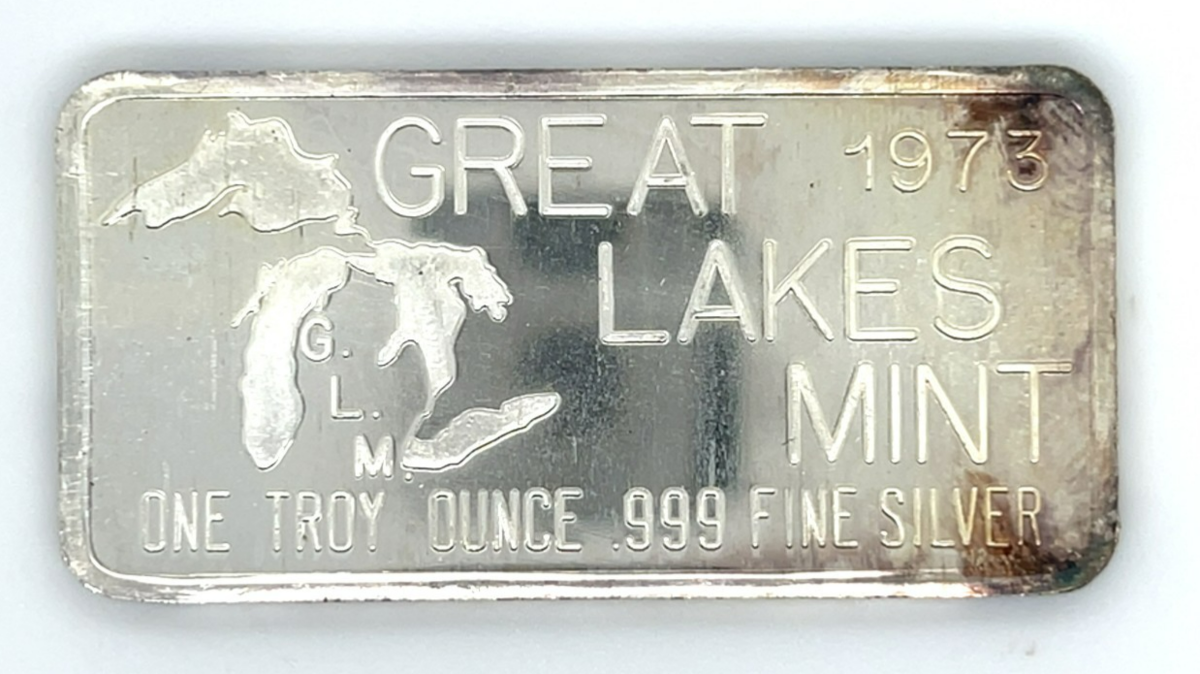 GREAT 1973
LAKES
MINT
G.
L.
M.
ONE TROY OUNCE .999 FINE SILVER